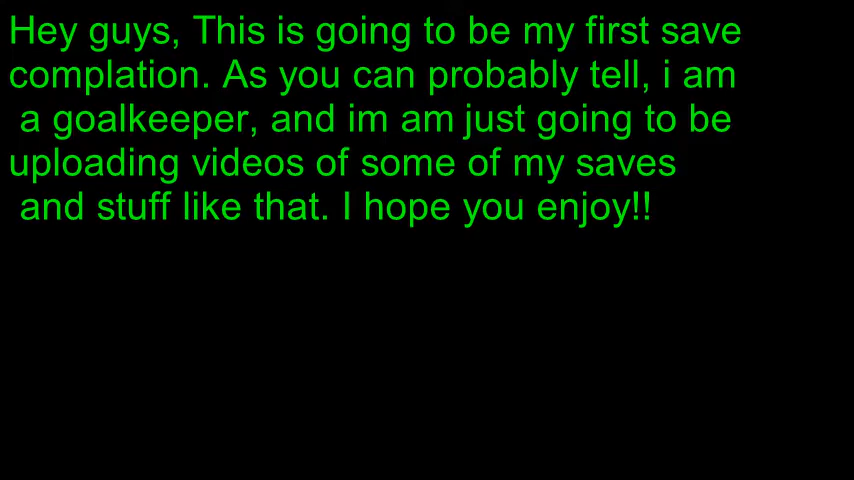 Hey guys, This is going to be my first save
complation. As you can probably tell, i am
a goalkeeper, and im am just going to be
uploading videos of some of my saves
and stuff like that. I hope you enjoy!!